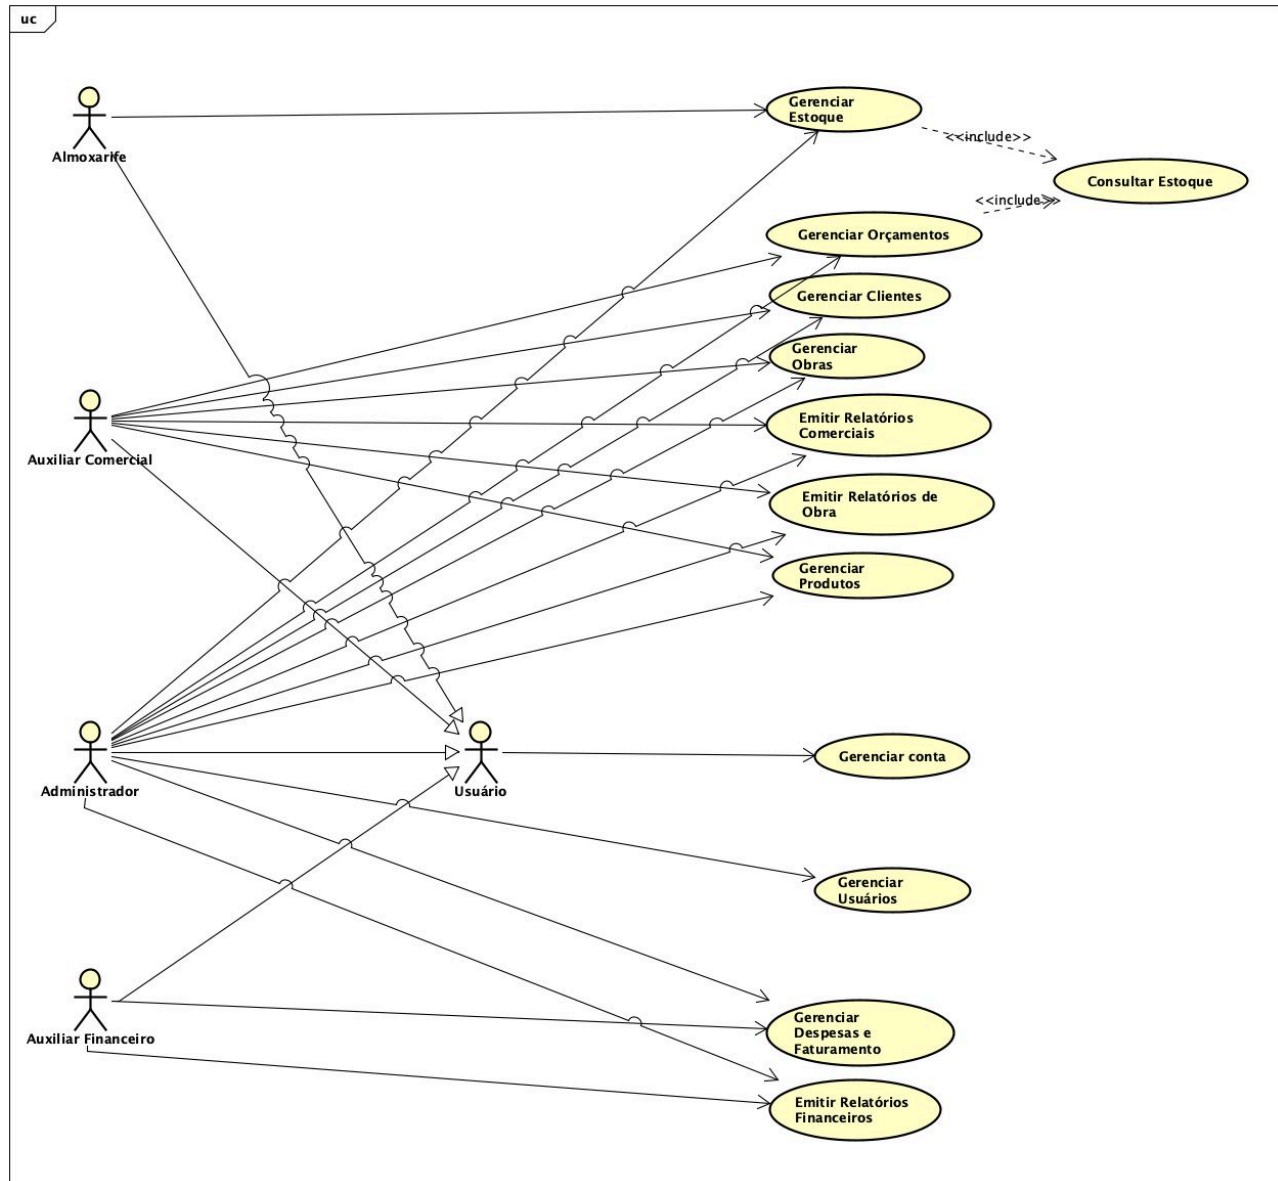 uc
Gerenciar
Estoque
<<include>>
Almoxarife
Consultar Estoque
<<include>>
Gerenciar Orçamentos
Gerenciar Clientes
Gerenciar
Obras
Emitir Relatórios
Comerciais
Auxiliar Comercial
Emitir Relatórios de
Obra
Gerenciar
Produtos
Gerenciar conta
Administrador
Usuário
Gerenciar
Usuários
Gerenciar
Despesas e
Faturamento
Auxiliar Financeiro
Emitir Relatórios
Financeiros